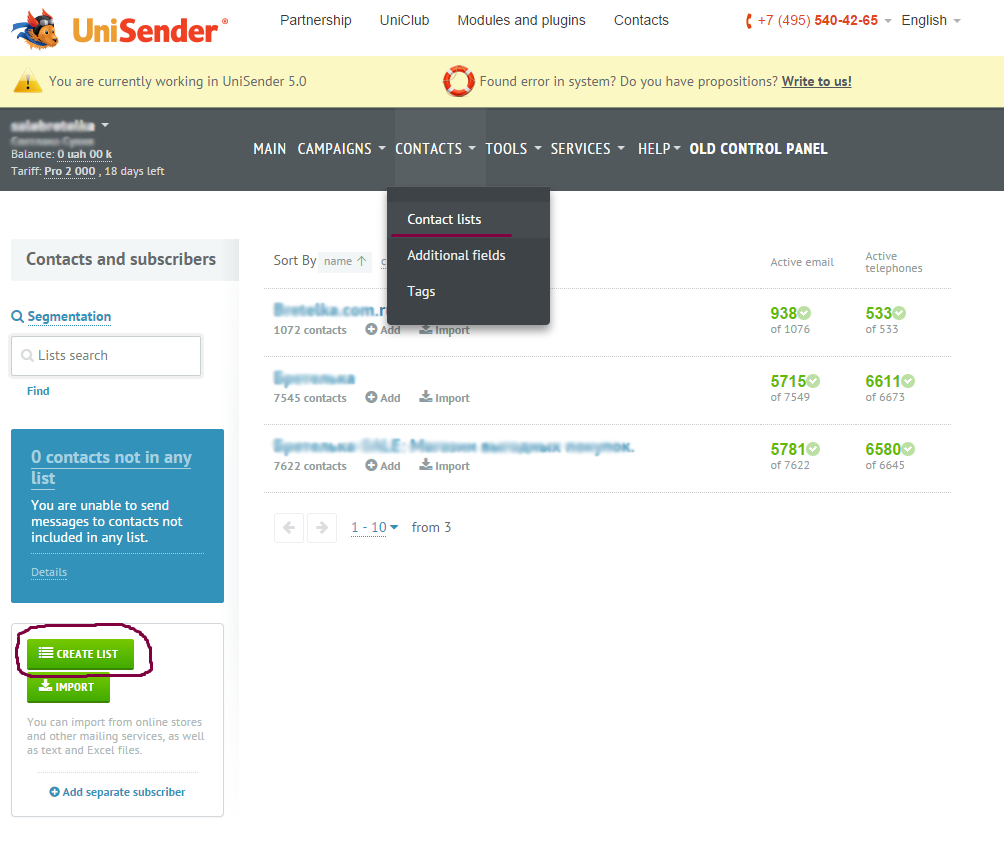 UniSender
Partnership UniClub Modules and plugins Contacts +7 (495) 540-42-65 English
You are currently working in UniSender 5.0 Found error in system? Do you have propositions? Write to us!
Balance: 0 uah 00 k
Tariff: Pro 2 000 , 18 days left
MAIN CAMPAIGNS CONTACTS TOOLS SERVICES HELP OLD CONTROL PANEL
Contact lists
Additional fields
Tags
Contacts and subscribers
Segmentation
Lists search
Find
0 contacts not in any
list
You are unable to send
messages to contacts not
included in any list.
Details
CREATE LIST
IMPORT
You can import from online stores
and other mailing services, as well
as text and Excel files.
Add separate subscriber
Sort By name ↑ c
Active email
Active
telephones
1072 contacts Add Import
938
of 1076
533
of 533
Бретелька
7545 contacts Add Import
5715
of 7549
6611
of 6673
7622 contacts Add Import
5781
of 7622
6580
of 6645
1 - 10 from 3